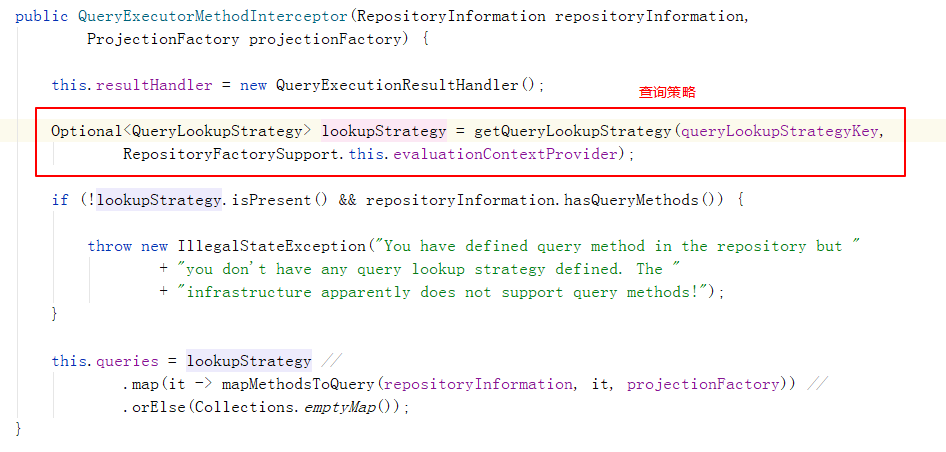 public QueryExecutorMethodInterceptor(RepositoryInformation repositoryInformation,
ProjectionFactory projectionFactory) {
this.resultHandler = new QueryExecutionResultHandler();
查询策略
Optional<QueryLookupStrategy> lookupStrategy = getQueryLookupStrategy(queryLookupStrategyKey,
RepositoryFactorySupport.this.evaluationContextProvider);
if (!lookupStrategy.isPresent() && repositoryInformation.hasQueryMethods()) {
throw new IllegalStateException("You have defined query method in the repository but "
+ "you don't have any query lookup strategy defined. The "
+ "infrastructure apparently does not support query methods!");
}
this.queries = lookupStrategy //
.map(it -> mapMethodsToQuery(repositoryInformation, it, projectionFactory)) //
.orElse(Collections.emptyMap());
}